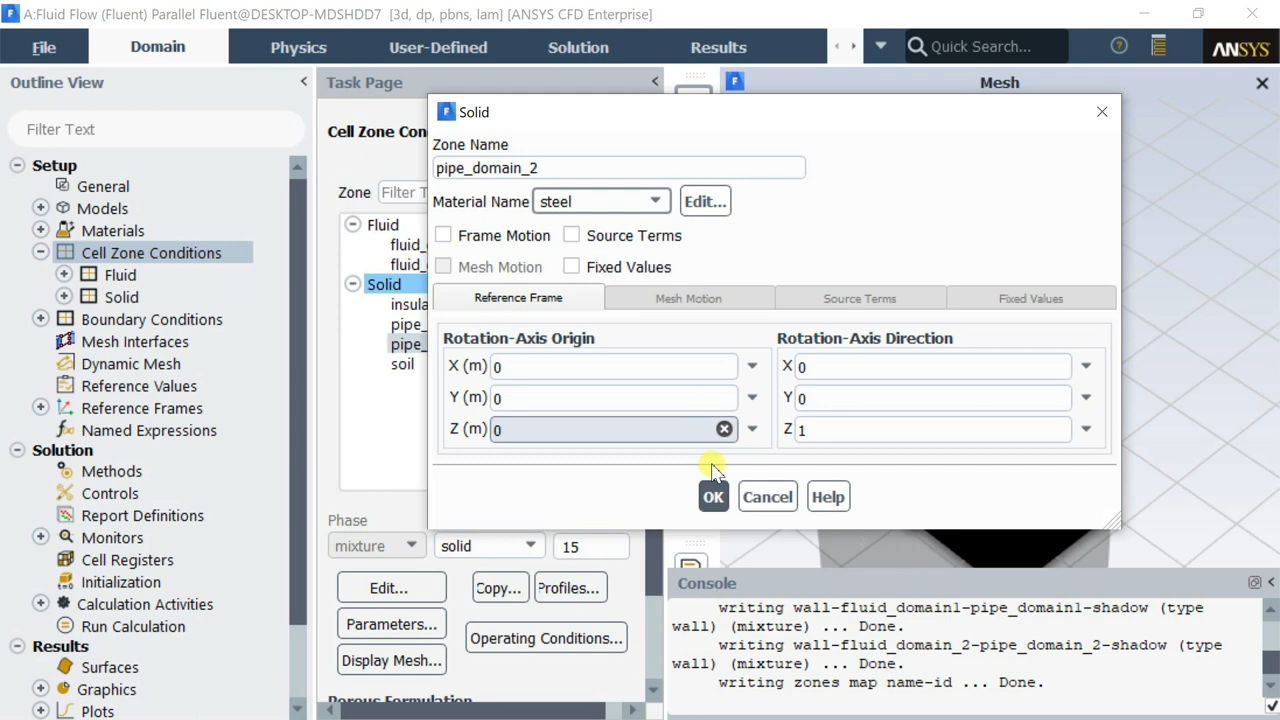 A:Fluid Flow (Fluent) Parallel Fluent@DESKTOP-MDSHDD7 [3d, dp, pbns, lam] [ANSYS CFD Enterprise]
File Domain Physics User-Defined Solution Results Quick Search... ANSYS
Outline View
Filter Text
Setup
General
Models
Materials
Cell Zone Conditions
Fluid
Solid
Boundary Conditions
Mesh Interfaces
Dynamic Mesh
Reference Values
Reference Frames
Named Expressions
Solution
Methods
Controls
Report Definitions
Monitors
Cell Registers
Initialization
Calculation Activities
Run Calculation
Results
Surfaces
Graphics
Plots
Task Page
Cell Zone Con
Zone Filter T
Fluid
fluid_
fluid_
Solid
insula
pipe_
pipe_
soil
Phase
mixture solid 15
Edit... Copy... Profiles...
Parameters... Operating Conditions...
Display Mesh...
Porous Formulation
Mesh
Solid
Zone Name
pipe_domain_2
Material Name steel Edit...
Frame Motion Source Terms
Mesh Motion Fixed Values
Reference Frame Mesh Motion Source Terms Fixed Values
Rotation-Axis Origin Rotation-Axis Direction
X (m) 0 X 0
Y (m) 0 Y 0
Z (m) 0 Z 1
OK Cancel Help
Console
writing wall-fluid_domain1-pipe_domain1-shadow (type
wall) (mixture) ... Done.
writing wall-fluid_domain_2-pipe_domain_2-shadow (type
wall) (mixture) ... Done.
writing zones map name-id ... Done.